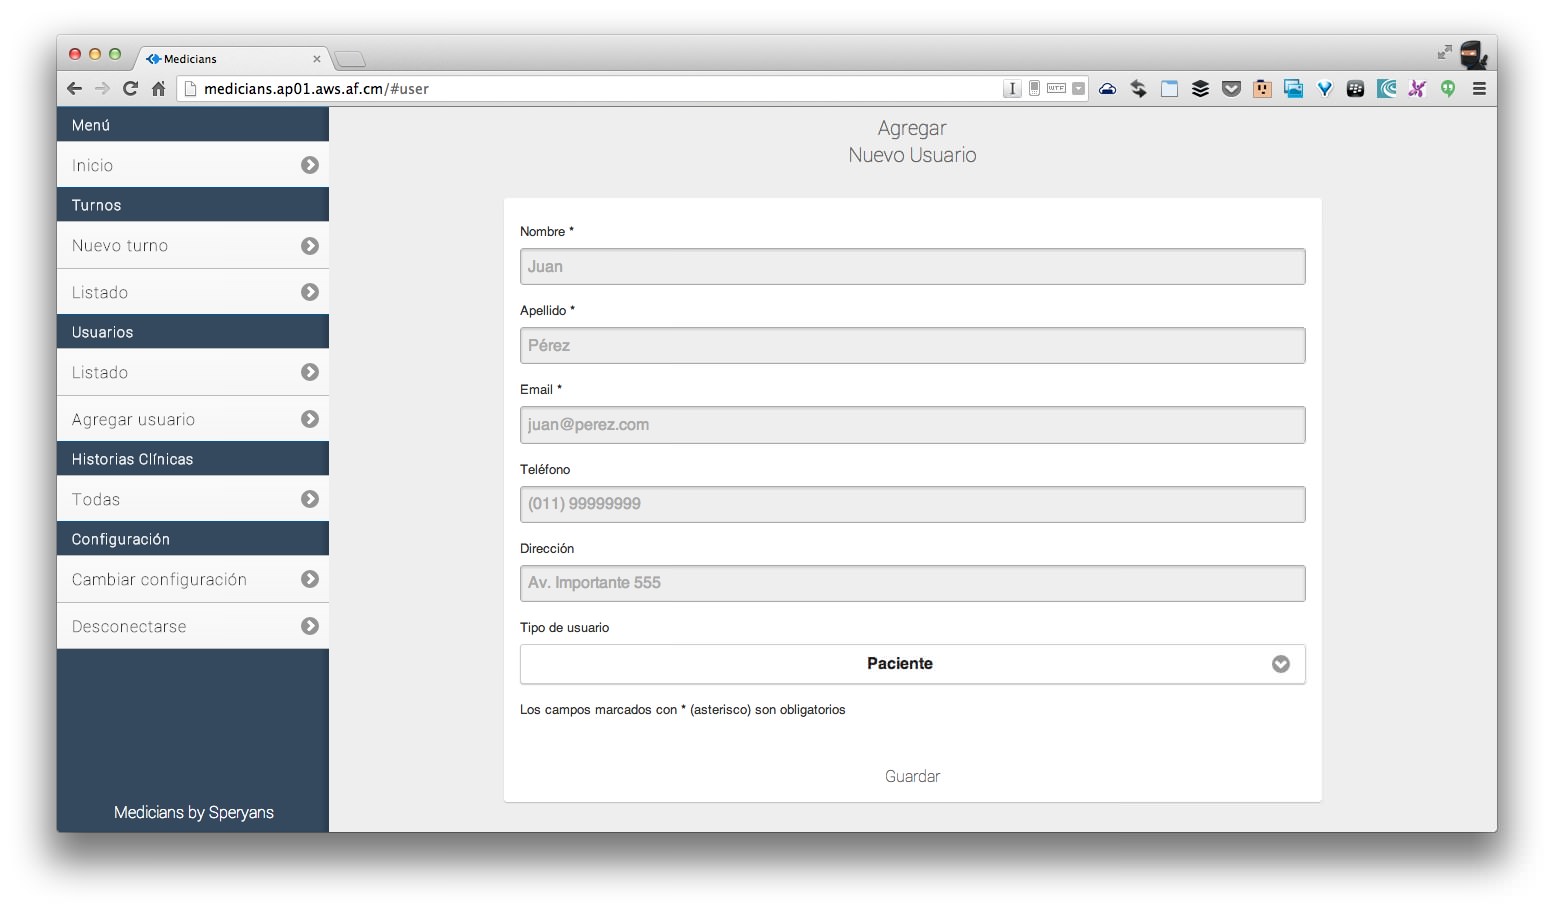 Medicians
medicians.ap01.aws.af.cm/#user
WTF
Menú
Inicio
Turnos
Nuevo turno
Listado
Usuarios
Listado
Agregar usuario
Historias Clínicas
Todas
Configuración
Cambiar configuración
Desconectarse
Medicians by Speryans
Agregar
Nuevo Usuario
Nombre *
Juan
Apellido *
Pérez
Email *
juan@perez.com
Teléfono
(011) 99999999
Dirección
Av. Importante 555
Tipo de usuario
Paciente
Los campos marcados con * (asterisco) son obligatorios
Guardar